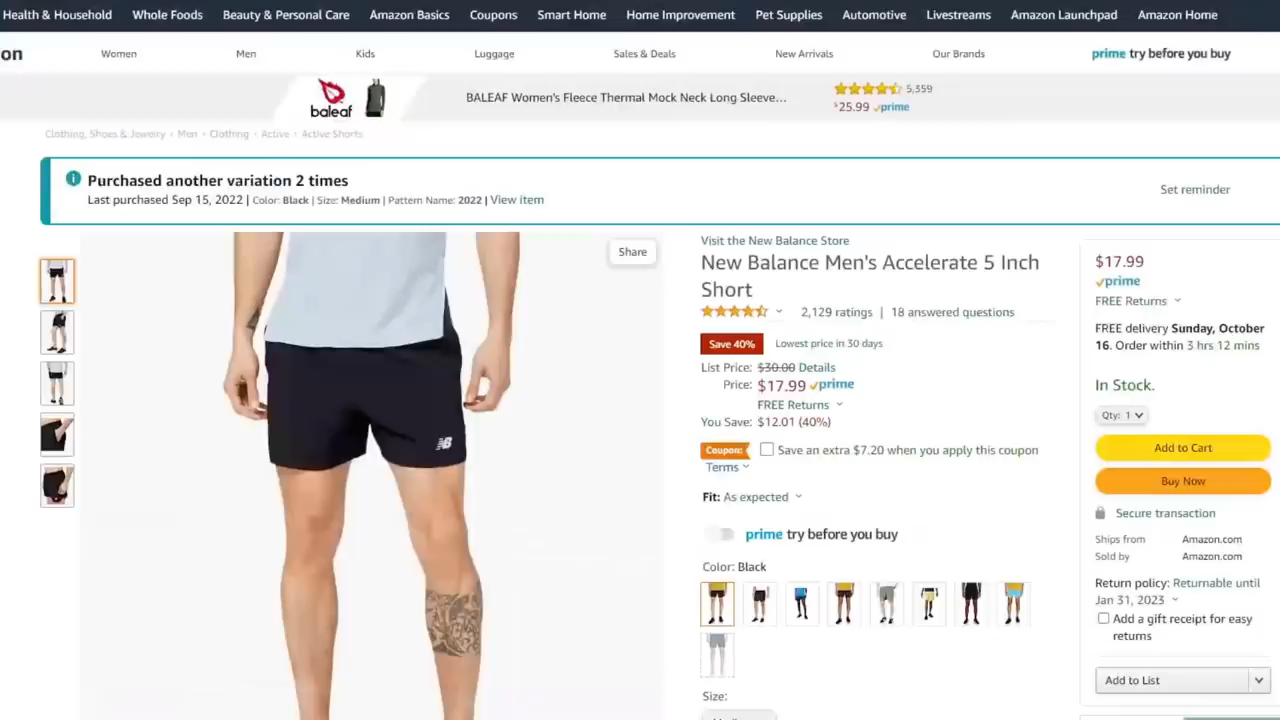 Health & Household Whole Foods Beauty & Personal Care Amazon Basics Coupons Smart Home Home Improvement Pet Supplies Automotive Livestreams Amazon Launchpad Amazon Home
on Women Men Kids Luggage Sales & Deals New Arrivals Our Brands prime try before you buy
baleaf BALEAF Women's Fleece Thermal Mock Neck Long Sleeve... 5,359
$25.99 prime
Clothing, Shoes & Jewelry › Men › Clothing › Active › Active Shorts
Purchased another variation 2 times
Last purchased Sep 15, 2022 | Color: Black | Size: Medium | Pattern Name: 2022 | View item
Set reminder
Share
Visit the New Balance Store
New Balance Men's Accelerate 5 Inch
Short
2,129 ratings | 18 answered questions
Save 40% Lowest price in 30 days
List Price: $30.00 Details
Price: $17.99 prime
FREE Returns
You Save: $12.01 (40%)
Coupon: Save an extra $7.20 when you apply this coupon
Terms
Fit: As expected
prime try before you buy
Color: Black
Size:
$17.99
prime
FREE Returns
FREE delivery Sunday, October
16. Order within 3 hrs 12 mins
In Stock.
Qty: 1
Add to Cart
Buy Now
Secure transaction
Ships from Amazon.com
Sold by Amazon.com
Return policy: Returnable until
Jan 31, 2023
Add a gift receipt for easy
returns
Add to List
NB